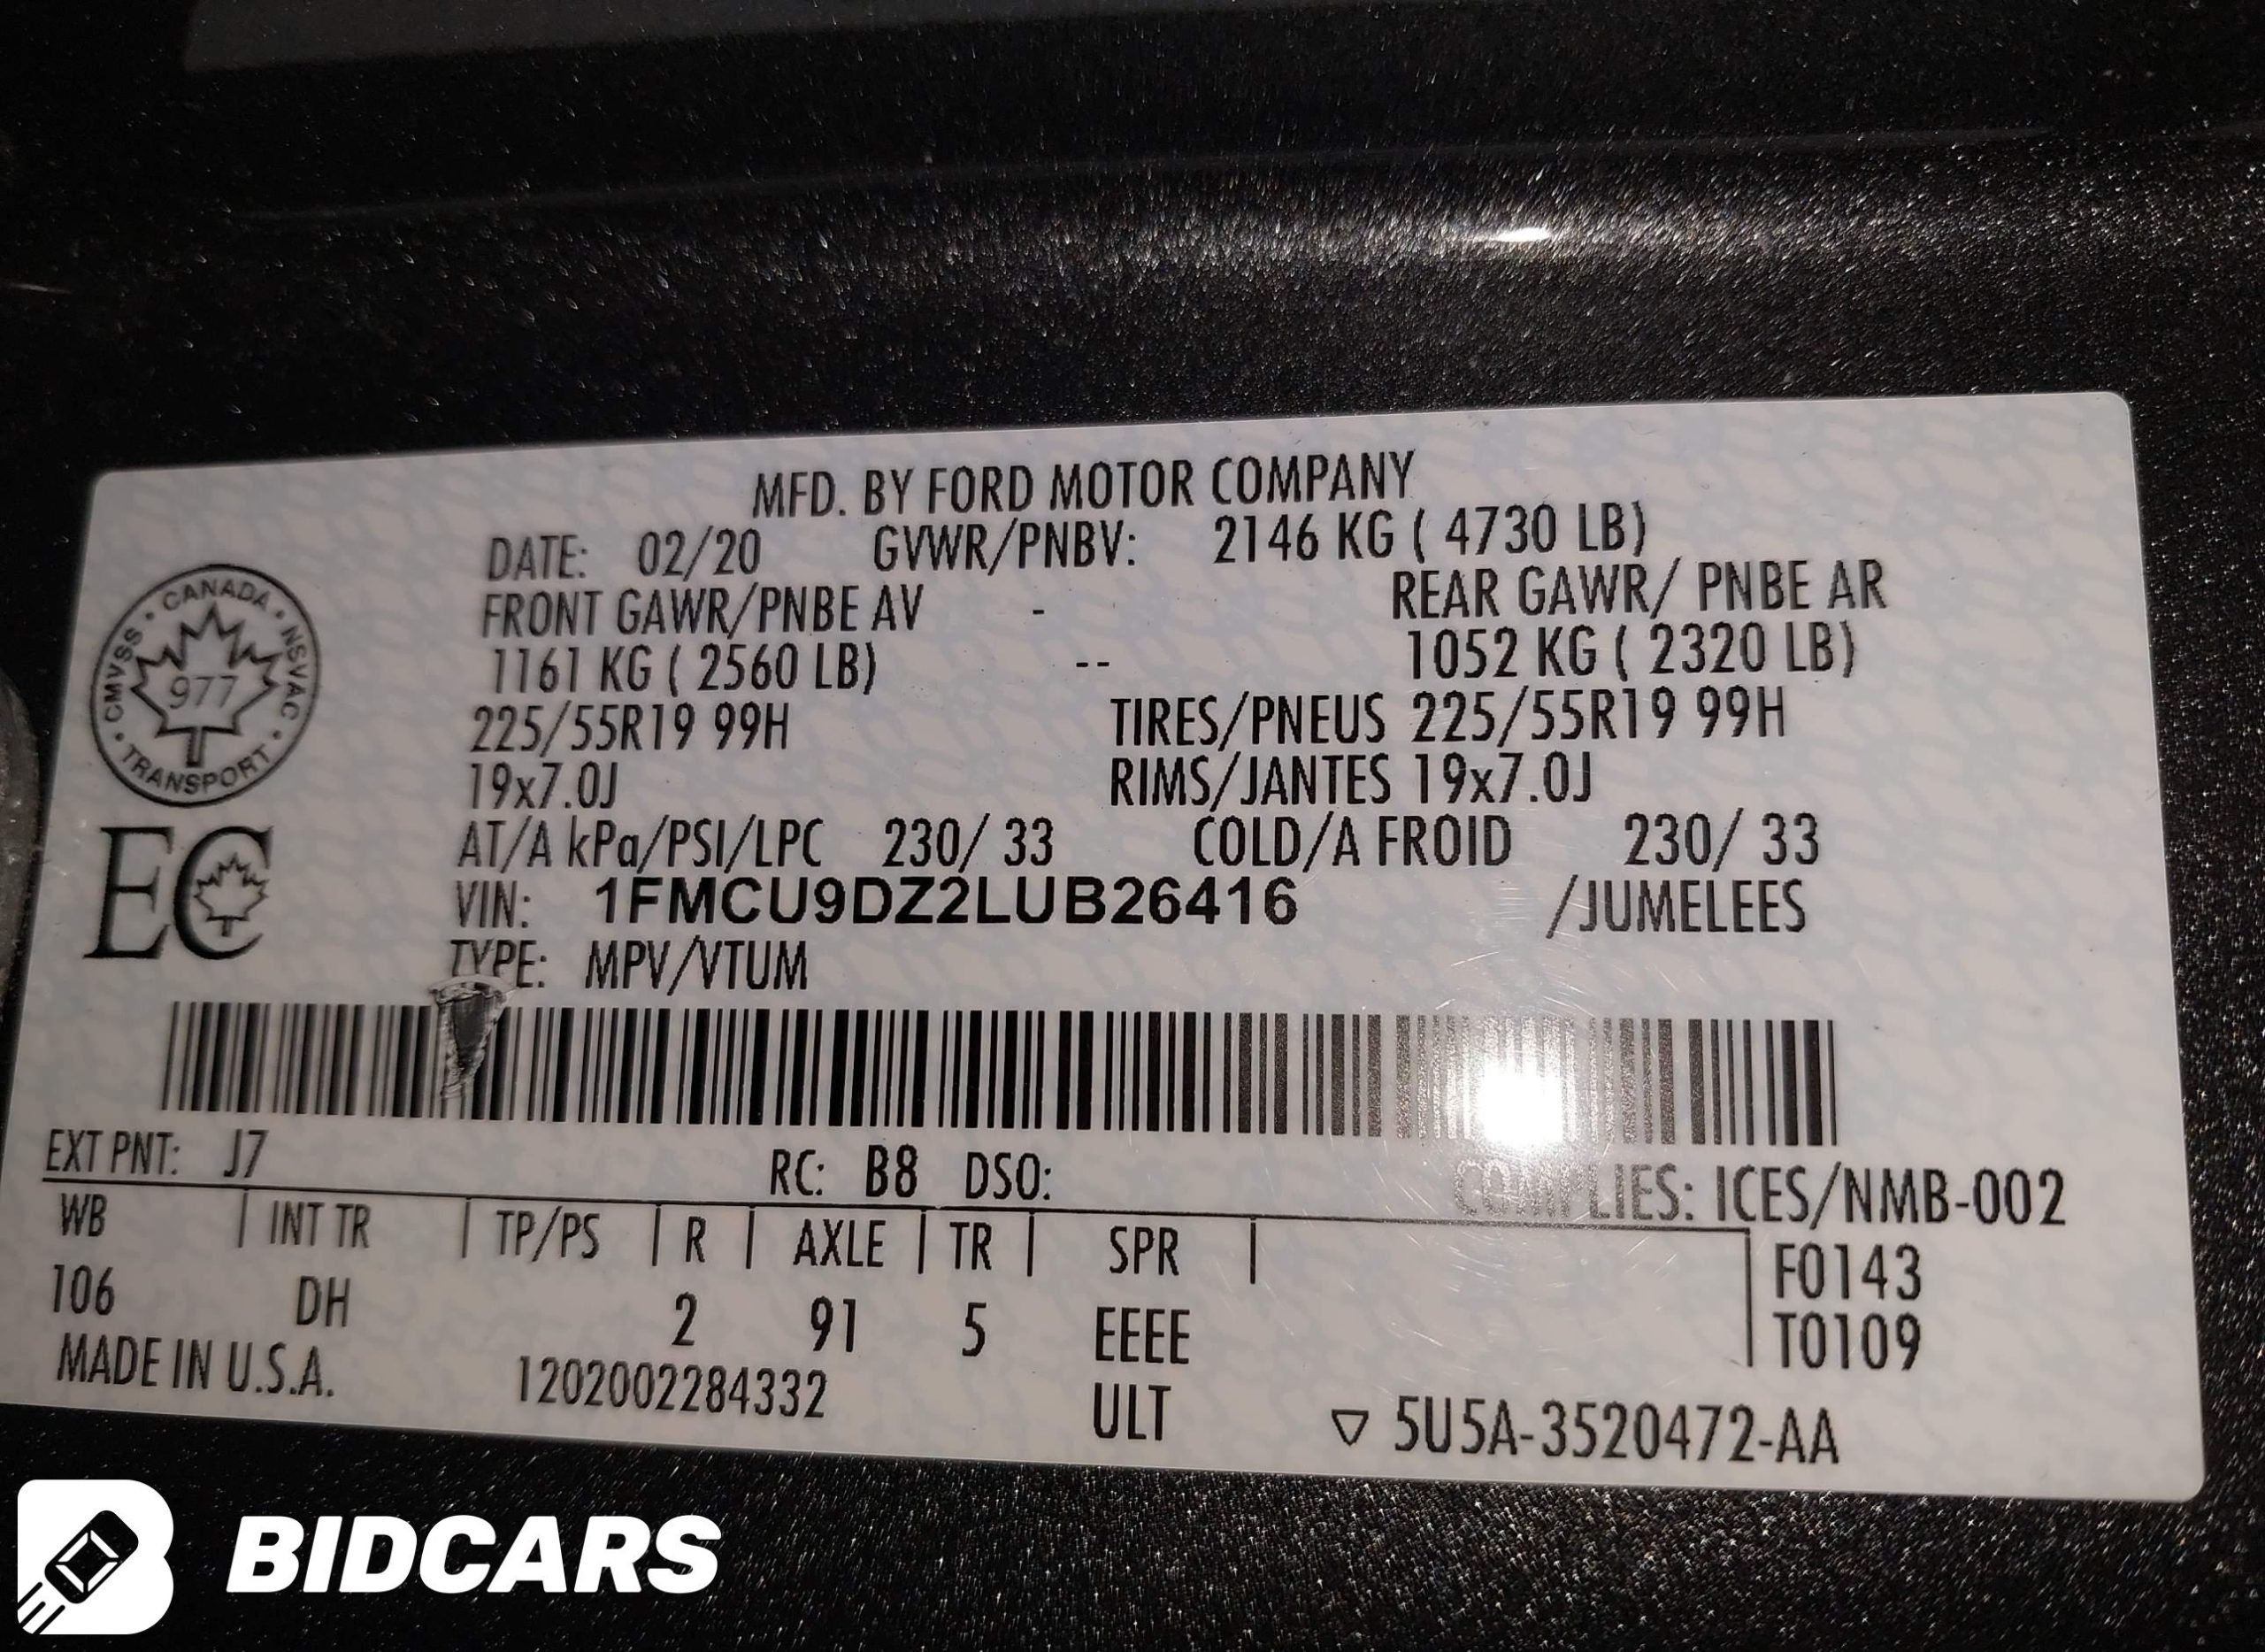 MFD. BY FORD MOTOR COMPANY
DATE: 02/20 GVWR/PNBV: 2146 KG ( 4730 LB)
FRONT GAWR/PNBE AV - REAR GAWR/ PNBE AR
1161 KG ( 2560 LB) -- 1052 KG ( 2320 LB)
225/55R19 99H TIRES/PNEUS 225/55R19 99H
19x7.0J RIMS/JANTES 19x7.0J
AT/A kPa/PSI/LPC 230/ 33 COLD/A FROID 230/ 33
VIN: 1FMCU9DZ2LUB26416 /JUMELEES
TYPE: MPV/VTUM
CANADA
CMVSS · NSVAC
977
TRANSPORT
EC
EXT PNT: J7 RC: B8 DSO: COMPLIES: ICES/NMB-002
WB | INT TR | TP/PS | R | AXLE | TR | SPR | F0143
106 DH 2 91 5 EEEE T0109
MADE IN U.S.A. 1202002284332 ULT ▽ 5U5A-3520472-AA
BIDCARS